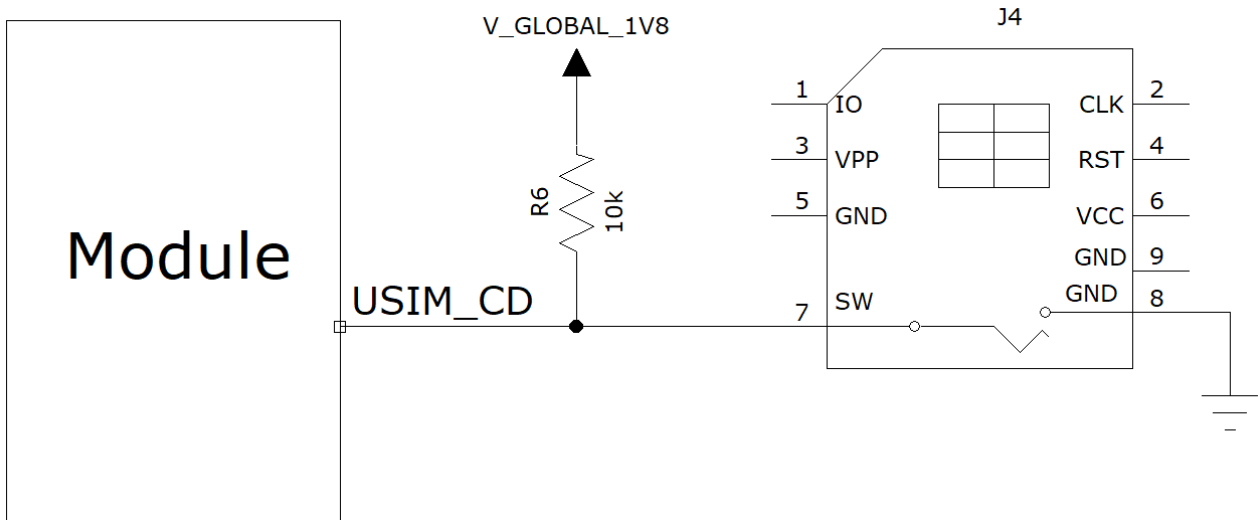 J4
V_GLOBAL_1V8
1
IO
CLK
2
3
VPP
RST
4
R6
10k
5
GND
VCC
6
Module
GND
9
USIM_CD
SW
GND
7
8